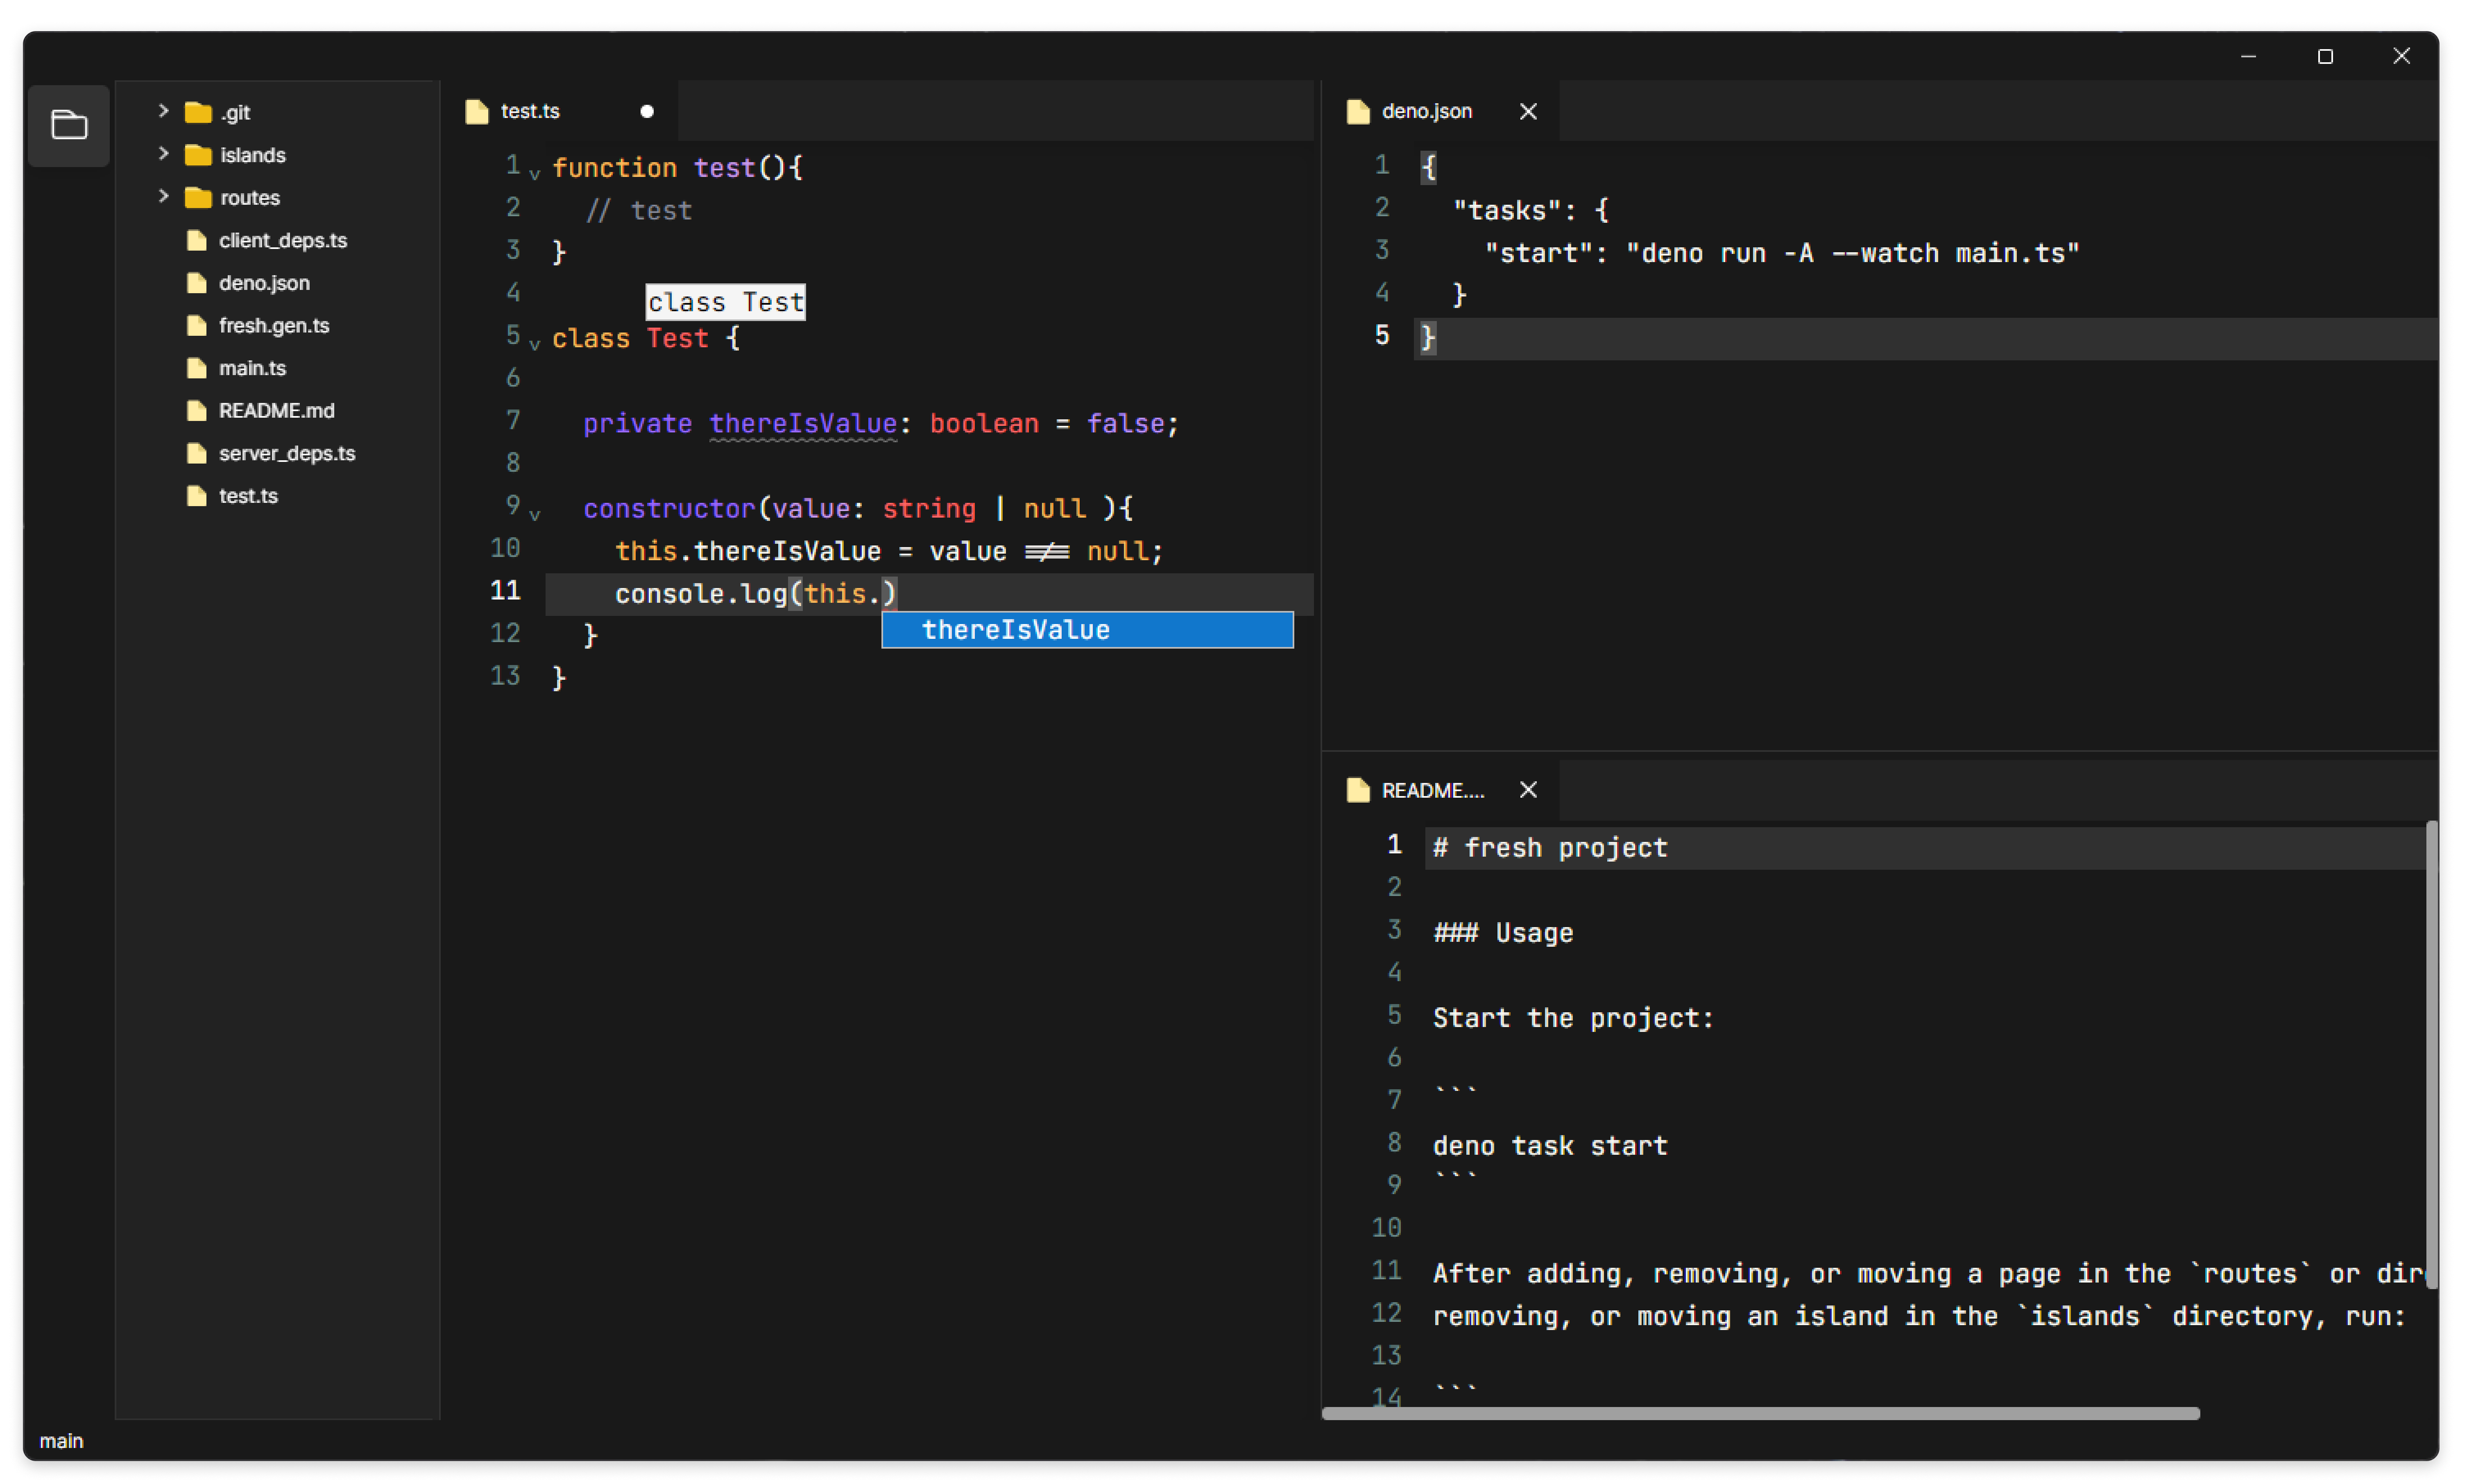 .git
islands
routes
client_deps.ts
deno.json
fresh.gen.ts
main.ts
README.md
server_deps.ts
test.ts
test.ts
1 function test(){
2   // test
3 }
4
class Test
5 class Test {
6
7   private thereIsValue: boolean = false;
8
9   constructor(value: string | null ){
10     this.thereIsValue = value !== null;
11     console.log(this.)
thereIsValue
12   }
13 }
deno.json
1 {
2   "tasks": {
3     "start": "deno run -A --watch main.ts"
4   }
5 }
README....
1 # fresh project
2
3 ### Usage
4
5 Start the project:
6
7 ```
8 deno task start
9 ```
10
11 After adding, removing, or moving a page in the `routes` or dir
12 removing, or moving an island in the `islands` directory, run:
13
14 ```
main